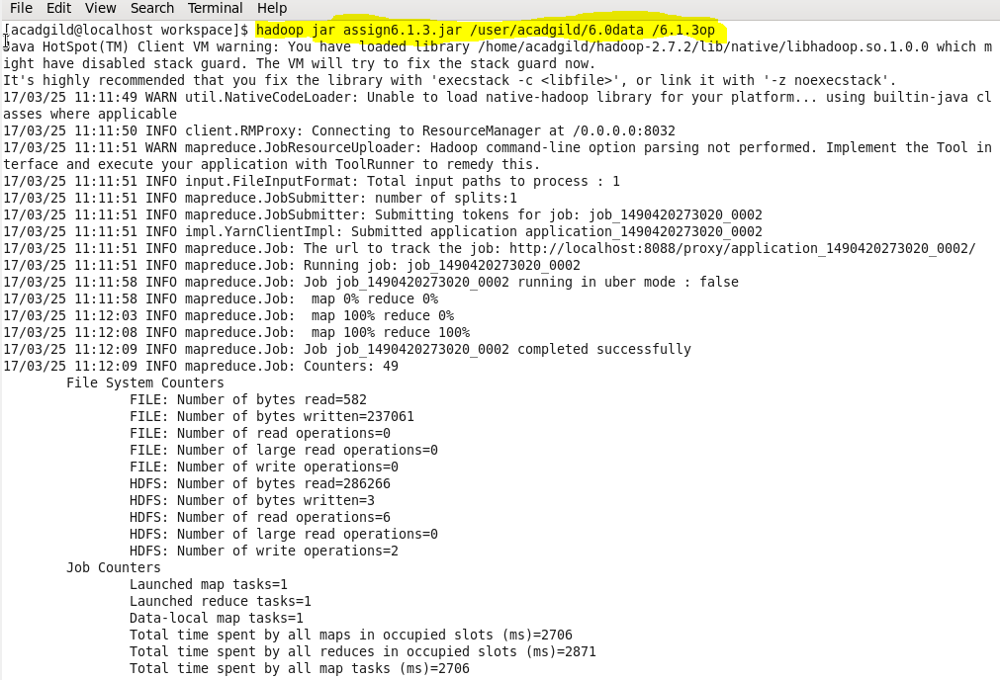 File Edit View Search Terminal Help
[acadgild@localhost workspace]$ hadoop jar assign6.1.3.jar /user/acadgild/6.0data /6.1.3op
Java HotSpot(TM) Client VM warning: You have loaded library /home/acadgild/hadoop-2.7.2/lib/native/libhadoop.so.1.0.0 which m
ight have disabled stack guard. The VM will try to fix the stack guard now.
It's highly recommended that you fix the library with 'execstack -c <libfile>', or link it with '-z noexecstack'.
17/03/25 11:11:49 WARN util.NativeCodeLoader: Unable to load native-hadoop library for your platform... using builtin-java cl
asses where applicable
17/03/25 11:11:50 INFO client.RMProxy: Connecting to ResourceManager at /0.0.0.0:8032
17/03/25 11:11:51 WARN mapreduce.JobResourceUploader: Hadoop command-line option parsing not performed. Implement the Tool in
terface and execute your application with ToolRunner to remedy this.
17/03/25 11:11:51 INFO input.FileInputFormat: Total input paths to process : 1
17/03/25 11:11:51 INFO mapreduce.JobSubmitter: number of splits:1
17/03/25 11:11:51 INFO mapreduce.JobSubmitter: Submitting tokens for job: job_1490420273020_0002
17/03/25 11:11:51 INFO impl.YarnClientImpl: Submitted application application_1490420273020_0002
17/03/25 11:11:51 INFO mapreduce.Job: The url to track the job: http://localhost:8088/proxy/application_1490420273020_0002/
17/03/25 11:11:51 INFO mapreduce.Job: Running job: job_1490420273020_0002
17/03/25 11:11:58 INFO mapreduce.Job: Job job_1490420273020_0002 running in uber mode : false
17/03/25 11:11:58 INFO mapreduce.Job:  map 0% reduce 0%
17/03/25 11:12:03 INFO mapreduce.Job:  map 100% reduce 0%
17/03/25 11:12:08 INFO mapreduce.Job:  map 100% reduce 100%
17/03/25 11:12:09 INFO mapreduce.Job: Job job_1490420273020_0002 completed successfully
17/03/25 11:12:09 INFO mapreduce.Job: Counters: 49
File System Counters
FILE: Number of bytes read=582
FILE: Number of bytes written=237061
FILE: Number of read operations=0
FILE: Number of large read operations=0
FILE: Number of write operations=0
HDFS: Number of bytes read=286266
HDFS: Number of bytes written=3
HDFS: Number of read operations=6
HDFS: Number of large read operations=0
HDFS: Number of write operations=2
Job Counters
Launched map tasks=1
Launched reduce tasks=1
Data-local map tasks=1
Total time spent by all maps in occupied slots (ms)=2706
Total time spent by all reduces in occupied slots (ms)=2871
Total time spent by all map tasks (ms)=2706